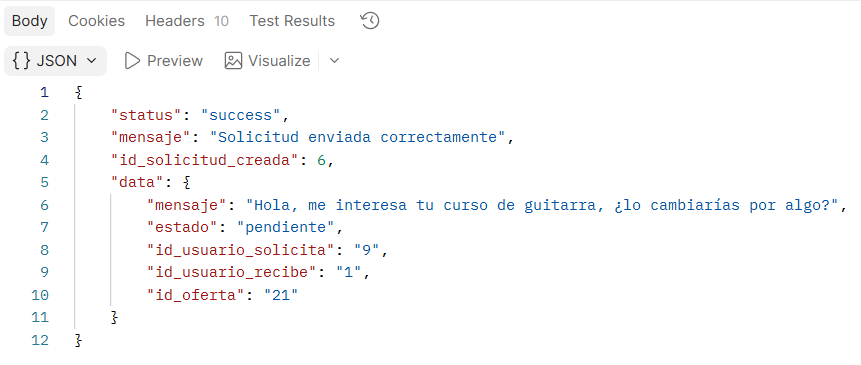 Body Cookies Headers 10 Test Results
{} JSON Preview Visualize
1 {
2 "status": "success",
3 "mensaje": "Solicitud enviada correctamente",
4 "id_solicitud_creada": 6,
5 "data": {
6 "mensaje": "Hola, me interesa tu curso de guitarra, ¿lo cambiarías por algo?",
7 "estado": "pendiente",
8 "id_usuario_solicita": "9",
9 "id_usuario_recibe": "1",
10 "id_oferta": "21"
11 }
12 }